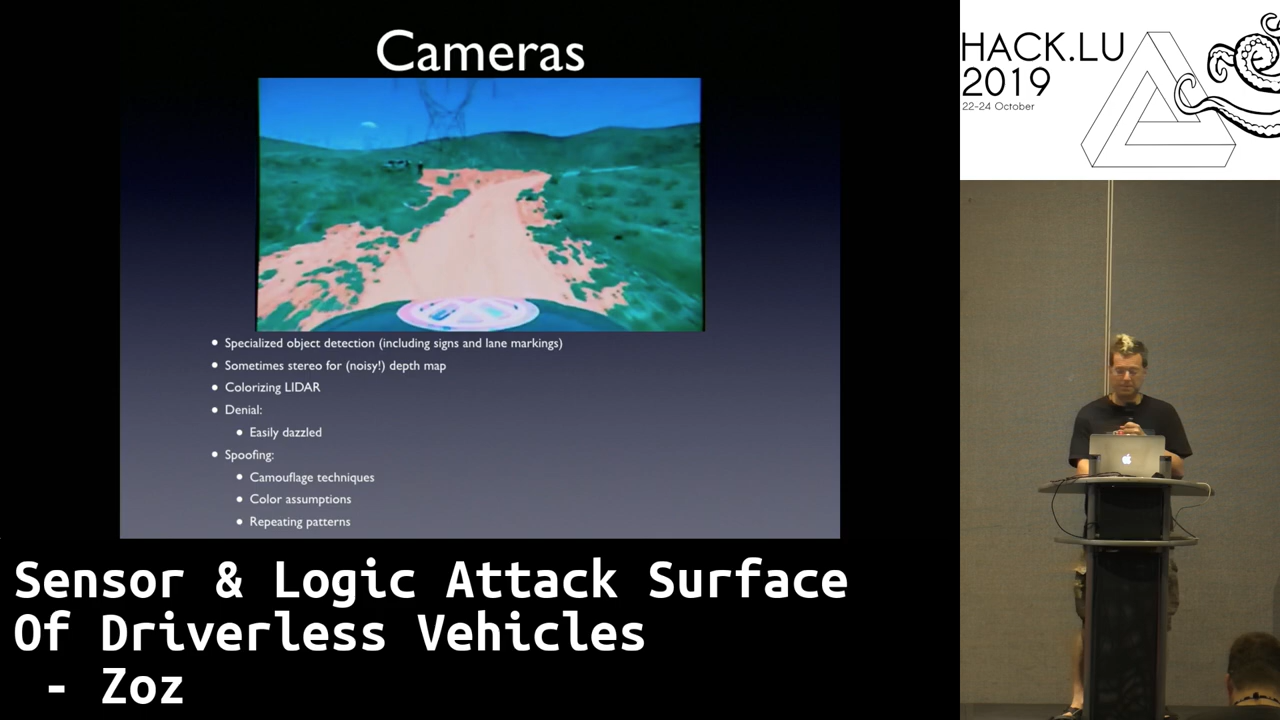 Cameras
• Specialized object detection (including signs and lane markings)
• Sometimes stereo for (noisy!) depth map
• Colorizing LIDAR
• Denial:
• Easily dazzled
• Spoofing:
• Camouflage techniques
• Color assumptions
• Repeating patterns
HACK.LU
2019
22-24 October
Sensor & Logic Attack Surface
Of Driverless Vehicles
- Zoz